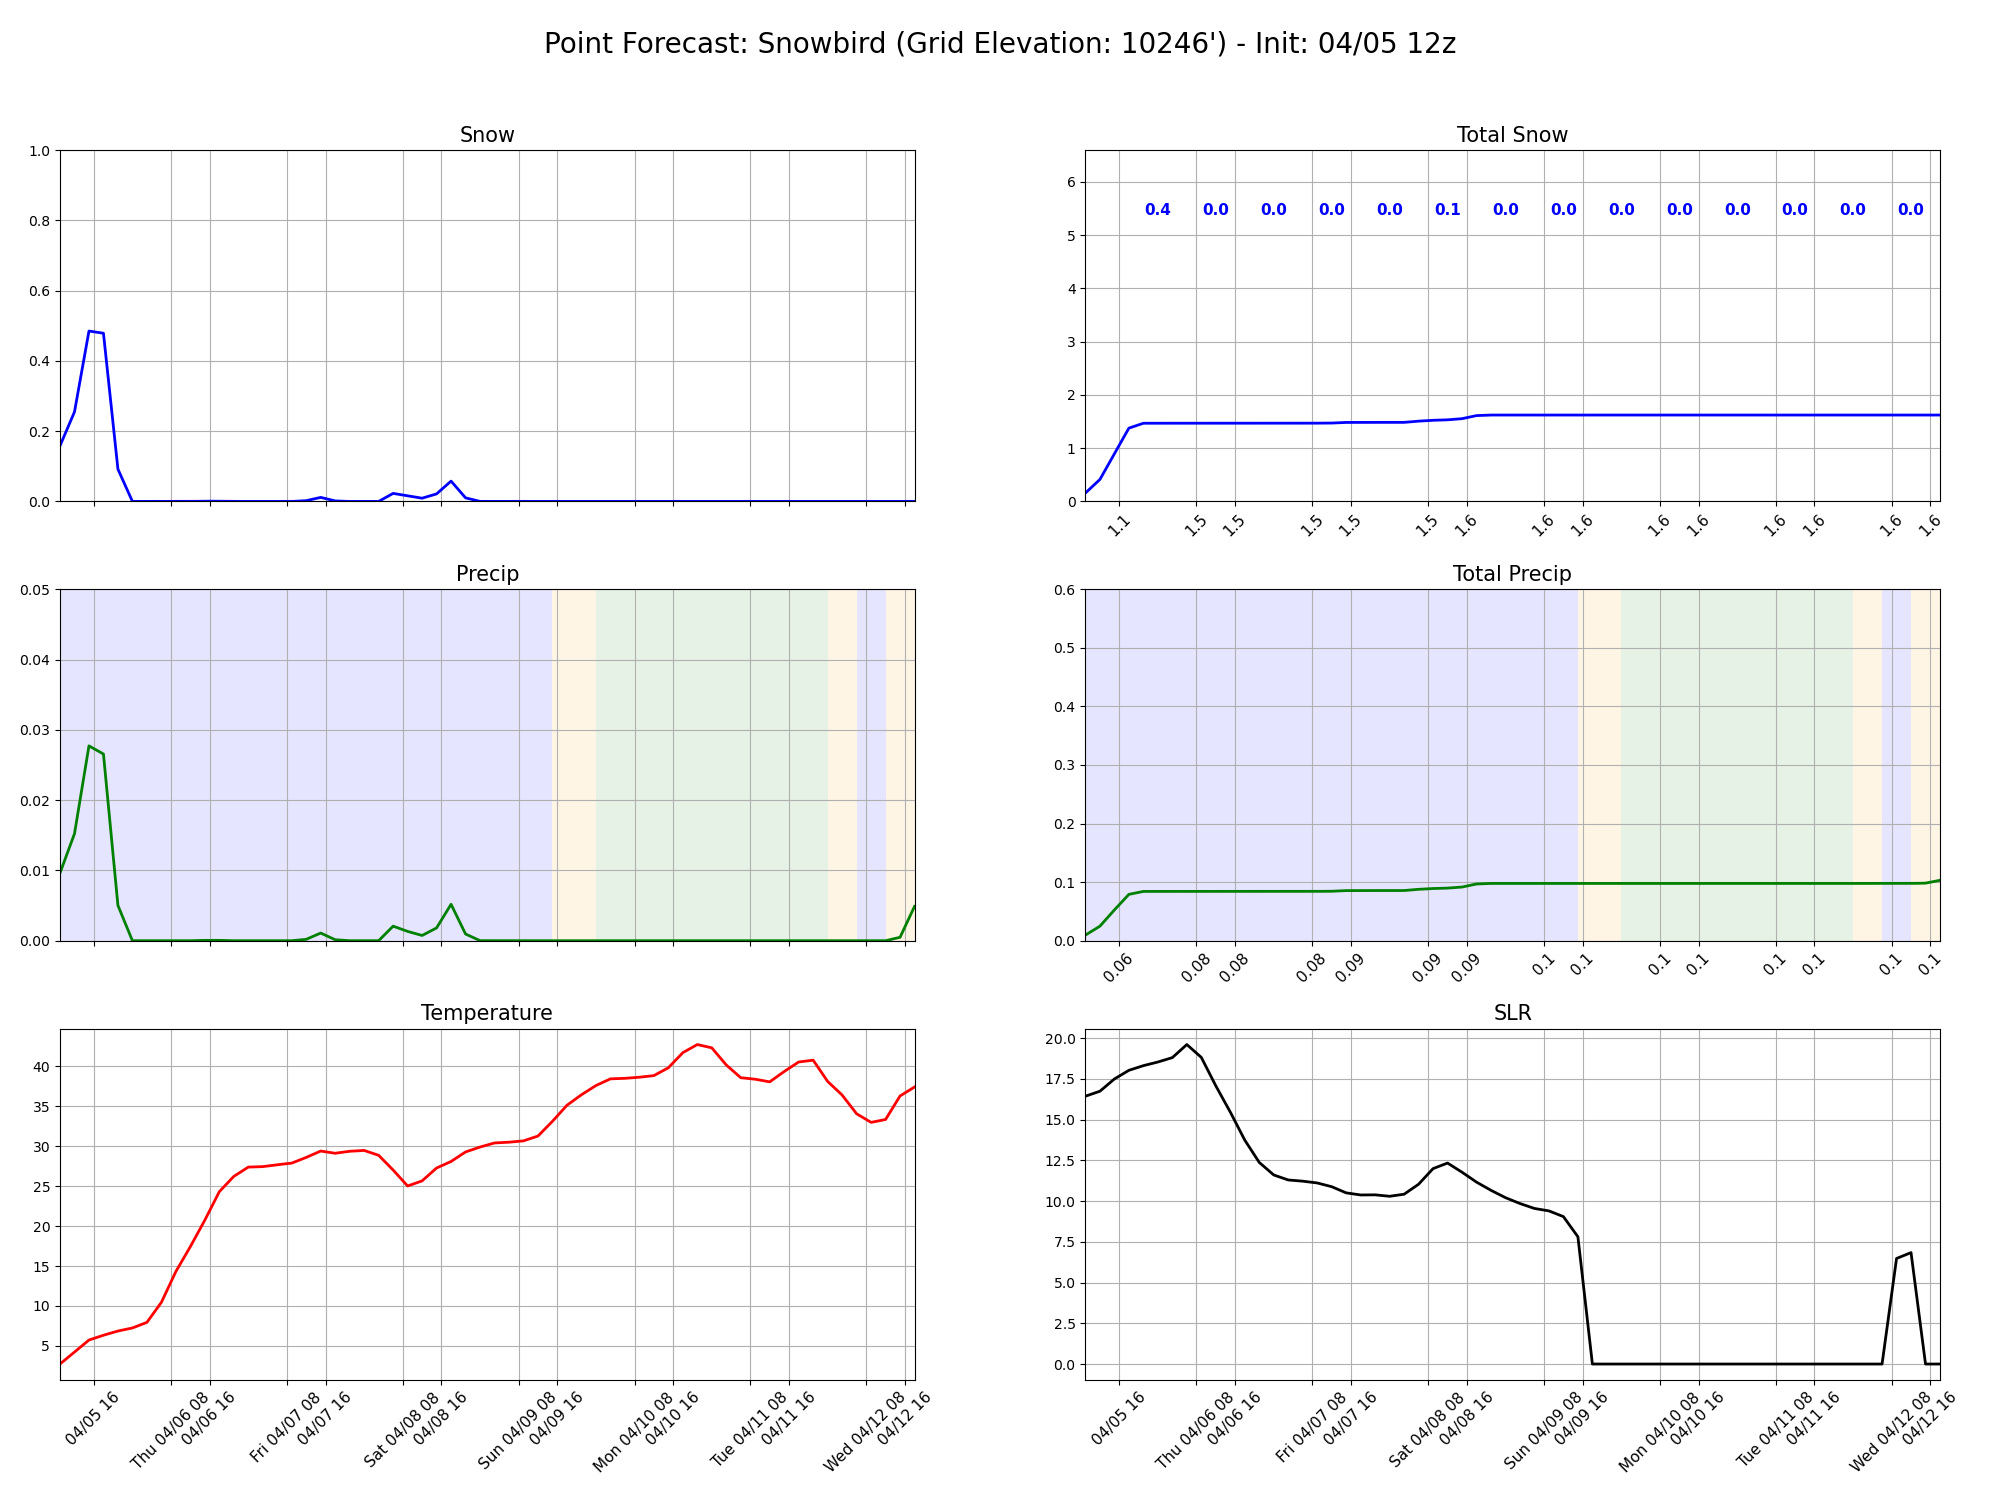 Point Forecast: Snowbird (Grid Elevation: 10246') - Init: 04/05 12z
Snow
1.0
0.8
0.6
0.4
0.2
0.0
Total Snow
6
5
4
3
2
1
0
0.4 0.0 0.0 0.0 0.0 0.1 0.0 0.0 0.0 0.0 0.0 0.0 0.0 0.0
1.1 1.5 1.5 1.5 1.5 1.5 1.6 1.6 1.6 1.6 1.6 1.6 1.6 1.6 1.6
Precip
0.05
0.04
0.03
0.02
0.01
0.00
Total Precip
0.6
0.5
0.4
0.3
0.2
0.1
0.0
0.06 0.08 0.08 0.08 0.09 0.09 0.09 0.1 0.1 0.1 0.1 0.1 0.1 0.1 0.1
Temperature
40
35
30
25
20
15
10
5
04/05 16
Thu 04/06 08
04/06 16
Fri 04/07 08
04/07 16
Sat 04/08 08
04/08 16
Sun 04/09 08
04/09 16
Mon 04/10 08
04/10 16
Tue 04/11 08
04/11 16
Wed 04/12 08
04/12 16
SLR
20.0
17.5
15.0
12.5
10.0
7.5
5.0
2.5
0.0
04/05 16
Thu 04/06 08
04/06 16
Fri 04/07 08
04/07 16
Sat 04/08 08
04/08 16
Sun 04/09 08
04/09 16
Mon 04/10 08
04/10 16
Tue 04/11 08
04/11 16
Wed 04/12 08
04/12 16